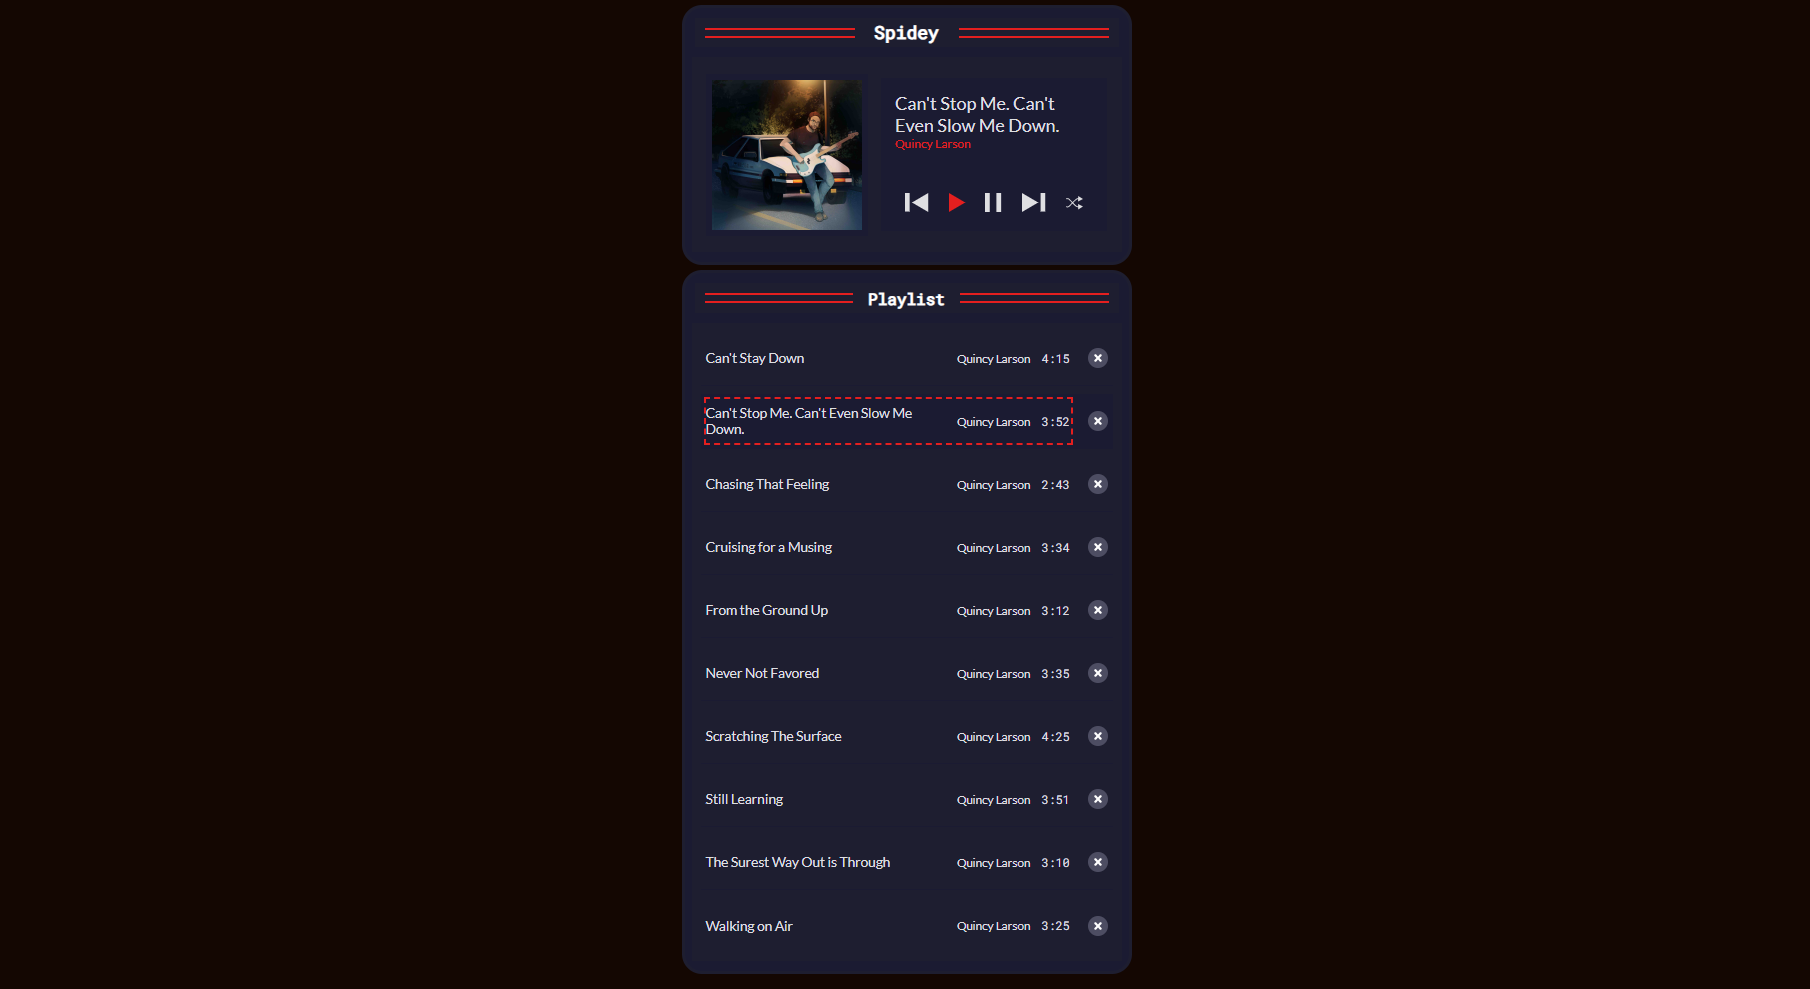 Spidey
Can't Stop Me. Can't
Even Slow Me Down.
Quincy Larson
Playlist
Can't Stay Down Quincy Larson 4:15
Can't Stop Me. Can't Even Slow Me
Down. Quincy Larson 3:52
Chasing That Feeling Quincy Larson 2:43
Cruising for a Musing Quincy Larson 3:34
From the Ground Up Quincy Larson 3:12
Never Not Favored Quincy Larson 3:35
Scratching The Surface Quincy Larson 4:25
Still Learning Quincy Larson 3:51
The Surest Way Out is Through Quincy Larson 3:10
Walking on Air Quincy Larson 3:25